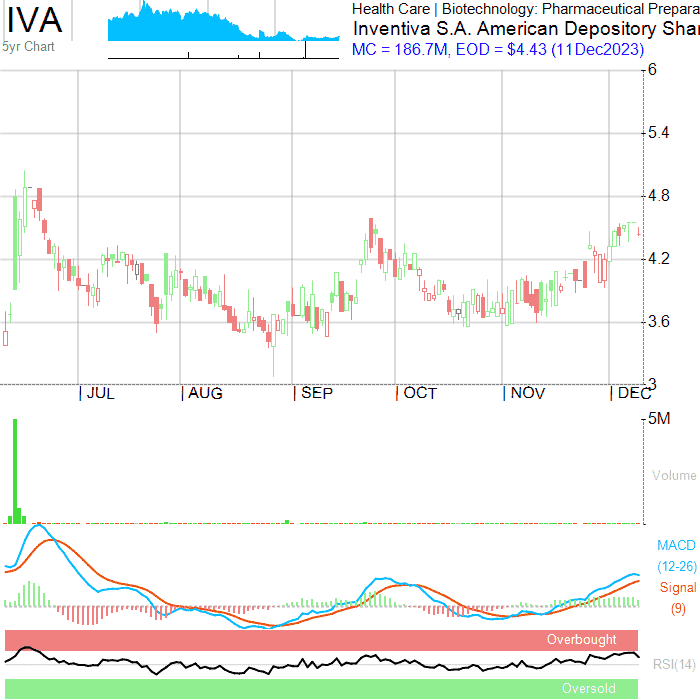 IVA
5yr Chart
Health Care | Biotechnology: Pharmaceutical Prepara
Inventiva S.A. American Depository Shar
MC = 186.7M, EOD = $4.43 (11Dec2023)
6
5.4
4.8
4.2
3.6
3
JUL AUG SEP OCT NOV DEC
5M
Volume
MACD
(12-26)
Signal
(9)
Overbought
RSI(14)
Oversold